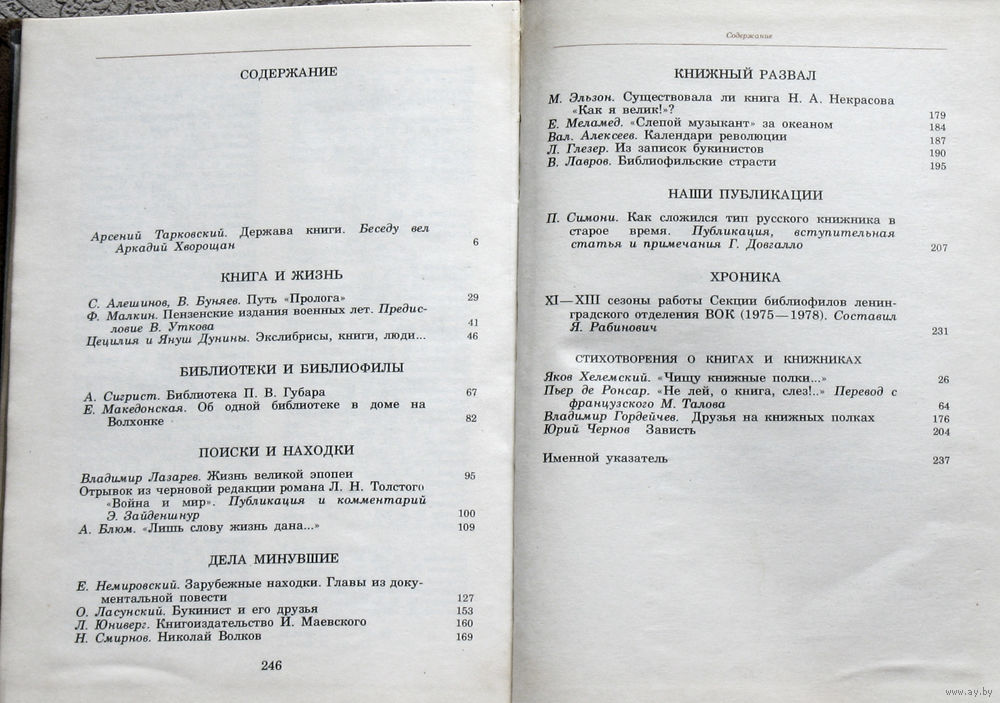 СОДЕРЖАНИЕ
Арсений Тарковский. Держава книги. Беседу вел
Аркадий Хворощан 6
КНИГА И ЖИЗНЬ
С. Алешинов, В. Буняев. Путь «Пролога» 29
Ф. Малкин. Пензенские издания военных лет. Предис-
ловие В. Уткова 41
Цецилия и Януш Дунины. Экслибрисы, книги, люди... 46
БИБЛИОТЕКИ И БИБЛИОФИЛЫ
А. Сигрист. Библиотека П. В. Губара 67
Е. Македонская. Об одной библиотеке в доме на
Волхонке 82
ПОИСКИ И НАХОДКИ
Владимир Лазарев. Жизнь великой эпопеи 95
Отрывок из черновой редакции романа Л. Н. Толстого
«Война и мир». Публикация и комментарий
Э. Зайденшнур 100
А. Блюм. «Лишь слову жизнь дана...» 109
ДЕЛА МИНУВШИЕ
Е. Немировский. Зарубежные находки. Главы из доку-
ментальной повести 127
О. Ласунский. Букинист и его друзья 153
Л. Юниверг. Книгоиздательство И. Маевского 160
Н. Смирнов. Николай Волков 169
246
Содержание
КНИЖНЫЙ РАЗВАЛ
М. Эльзон. Существовала ли книга Н. А. Некрасова
«Как я велик!»? 179
Е. Меламед. «Слепой музыкант» за океаном 184
Вал. Алексеев. Календари революции 187
Л. Глезер. Из записок букинистов 190
В. Лавров. Библиофильские страсти 195
НАШИ ПУБЛИКАЦИИ
П. Симони. Как сложился тип русского книжника в
старое время. Публикация, вступительная
статья и примечания Г. Довгалло 207
ХРОНИКА
XI—XIII сезоны работы Секции библиофилов ленин-
градского отделения ВОК (1975—1978). Составил
Я. Рабинович 231
СТИХОТВОРЕНИЯ О КНИГАХ И КНИЖНИКАХ
Яков Хелемский. «Чищу книжные полки...» 26
Пьер де Ронсар. «Не лей, о книга, слез!..» Перевод с
французского М. Талова 64
Владимир Гордейчев. Друзья на книжных полках 176
Юрий Чернов Зависть 204
Именной указатель 237
www.ay.by